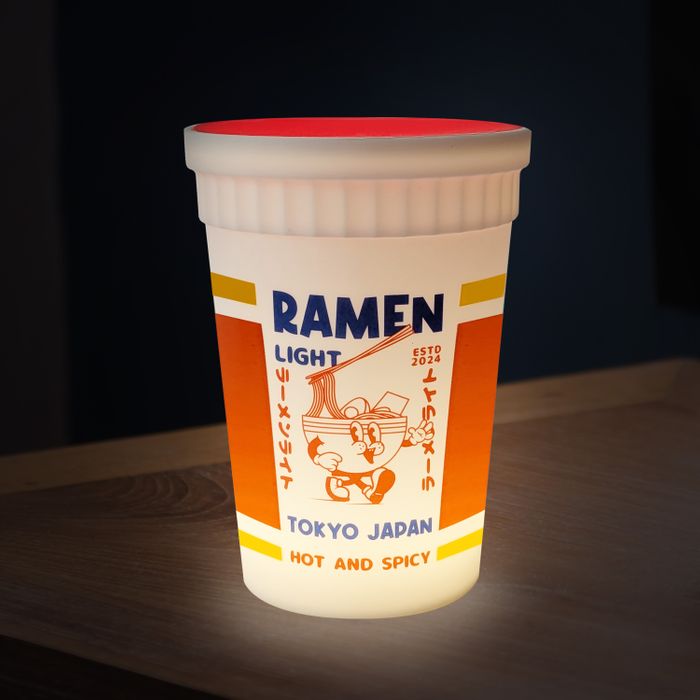 RAMEN
LIGHT
ESTD
2024
ラーメンライト
ラーメンライト
TOKYO JAPAN
HOT AND SPICY